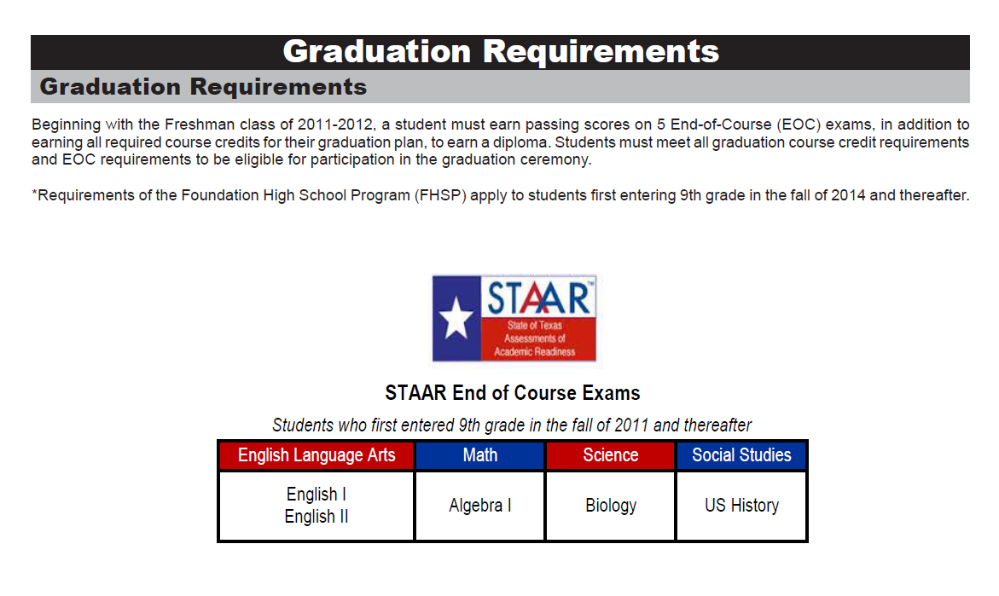 Graduation Requirements
Graduation Requirements
Beginning with the Freshman class of 2011-2012, a student must earn passing scores on 5 End-of-Course (EOC) exams, in addition to
earning all required course credits for their graduation plan, to earn a diploma. Students must meet all graduation course credit requirements
and EOC requirements to be eligible for participation in the graduation ceremony.
*Requirements of the Foundation High School Program (FHSP) apply to students first entering 9th grade in the fall of 2014 and thereafter.
STAAR™
State of Texas
Assessments of
Academic Readiness
STAAR End of Course Exams
Students who first entered 9th grade in the fall of 2011 and thereafter
English Language Arts Math Science Social Studies
English I
English II
Algebra I Biology US History